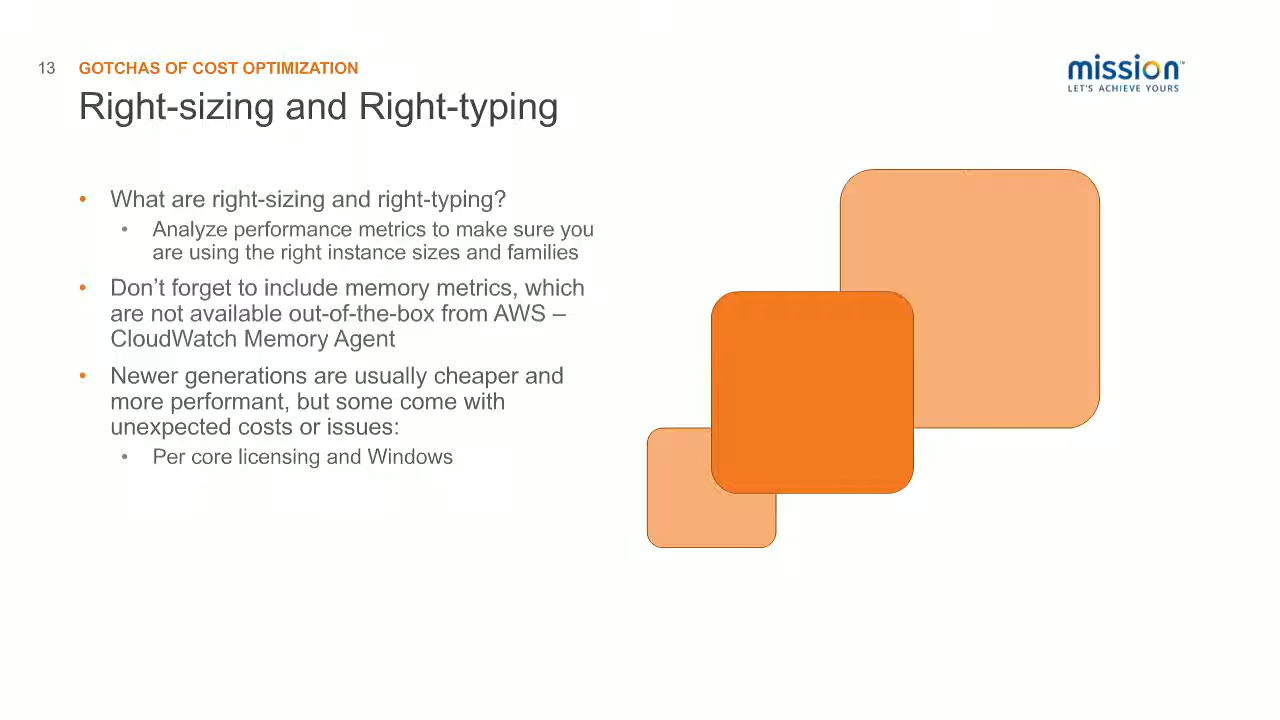 13 GOTCHAS OF COST OPTIMIZATION
Right-sizing and Right-typing
mission™
LET'S ACHIEVE YOURS
• What are right-sizing and right-typing?
• Analyze performance metrics to make sure you
are using the right instance sizes and families
• Don’t forget to include memory metrics, which
are not available out-of-the-box from AWS –
CloudWatch Memory Agent
• Newer generations are usually cheaper and
more performant, but some come with
unexpected costs or issues:
• Per core licensing and Windows